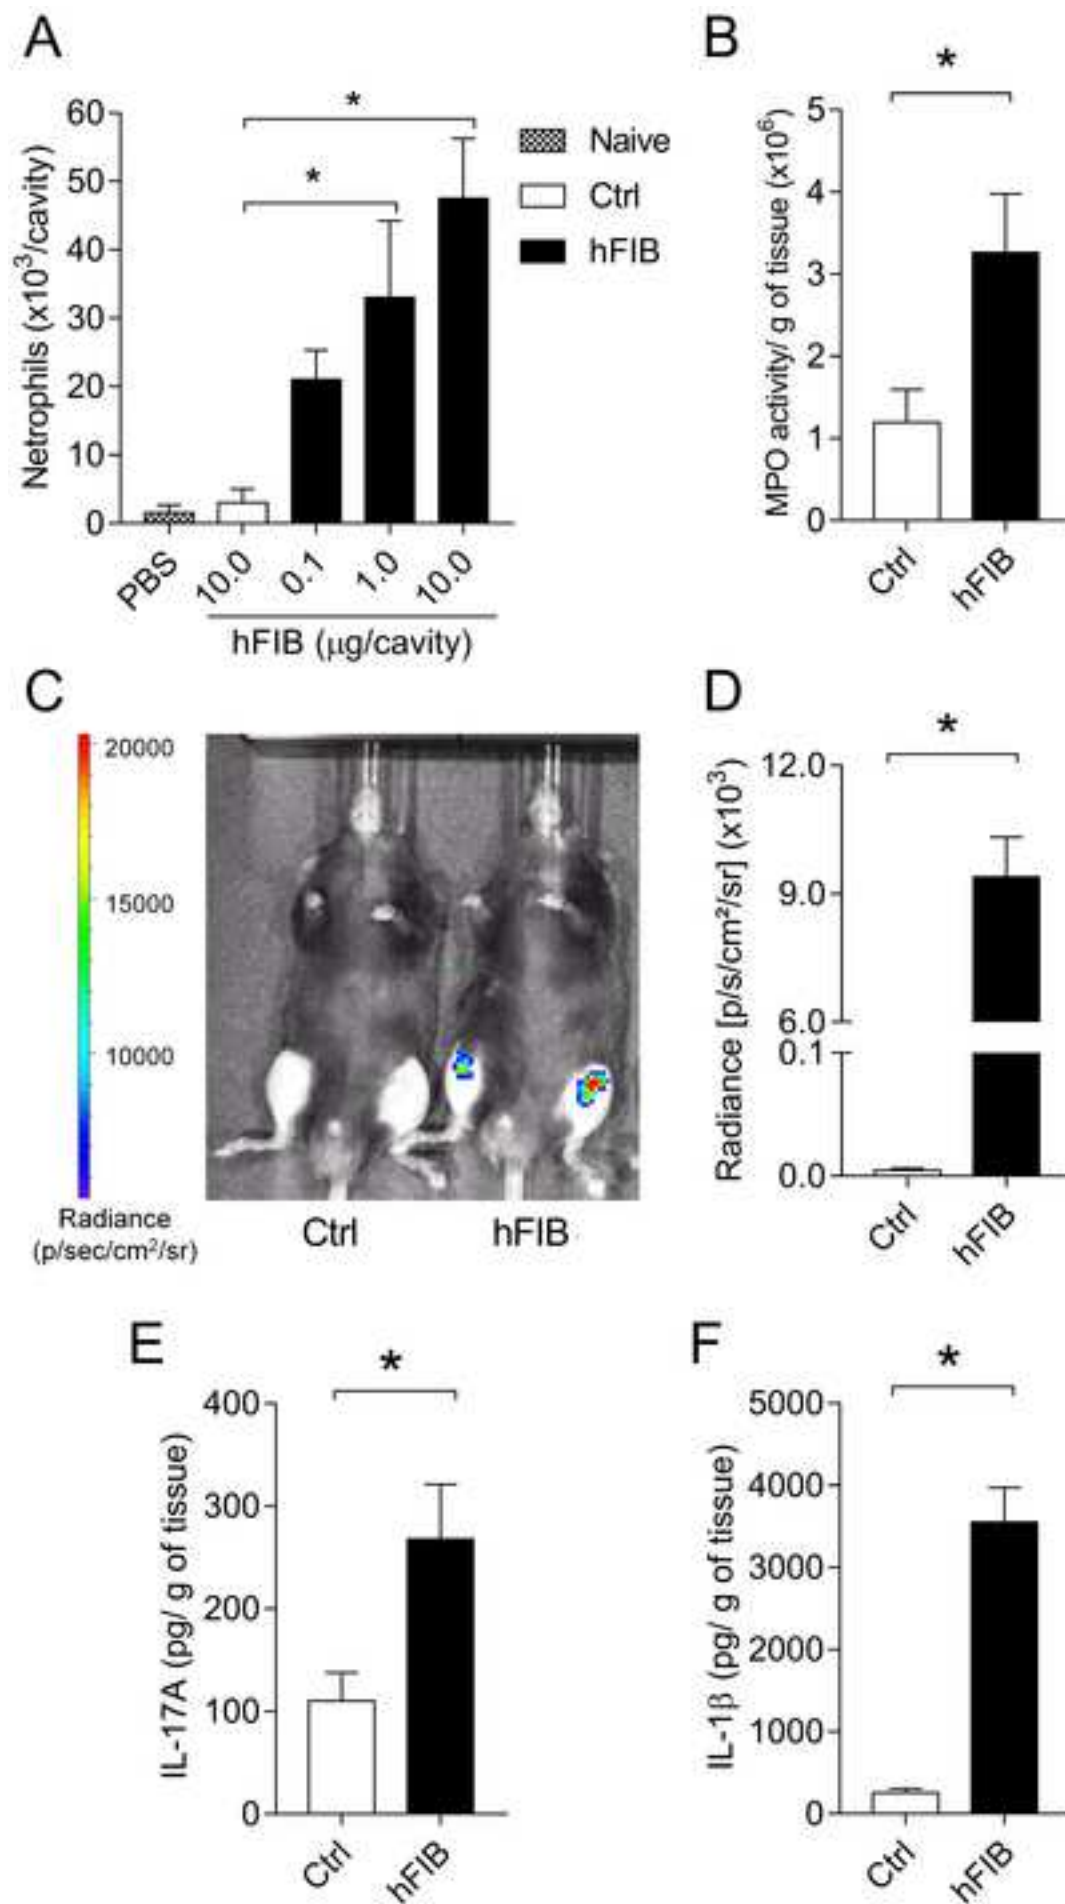 A
*
*
Netrophils (x10³/cavity)
60
50
40
30
20
10
0
PBS
10.0
0.1
1.0
10.0
hFIB (μg/cavity)
Naive
Ctrl
hFIB
B
*
MPO activity/ g of tissue (x10⁶)
5
4
3
2
1
0
Ctrl
hFIB
C
20000
15000
10000
Radiance
(p/sec/cm²/sr)
Ctrl
hFIB
D
*
Radiance [p/s/cm²/sr] (x10³)
12.0
9.0
6.0
0.1
0.0
Ctrl
hFIB
E
*
IL-17A (pg/ g of tissue)
400
300
200
100
0
Ctrl
hFIB
F
*
IL-1β (pg/ g of tissue)
5000
4000
3000
2000
1000
0
Ctrl
hFIB